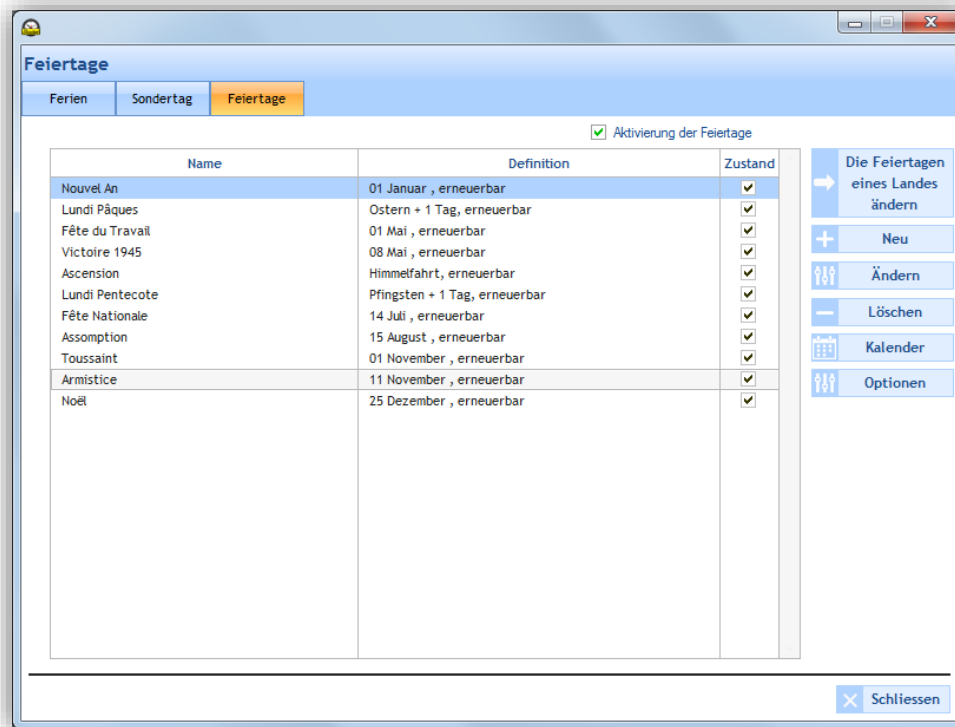 Feiertage
Ferien Sondertag Feiertage
Aktivierung der Feiertage
Name Definition Zustand
Nouvel An 01 Januar , erneuerbar
Lundi Pâques Ostern + 1 Tag, erneuerbar
Fête du Travail 01 Mai , erneuerbar
Victoire 1945 08 Mai , erneuerbar
Ascension Himmelfahrt, erneuerbar
Lundi Pentecote Pfingsten + 1 Tag, erneuerbar
Fête Nationale 14 Juli , erneuerbar
Assomption 15 August , erneuerbar
Toussaint 01 November , erneuerbar
Armistice 11 November , erneuerbar
Noël 25 Dezember , erneuerbar
Die Feiertagen
eines Landes
ändern
Neu
Ändern
Löschen
Kalender
Optionen
Schliessen